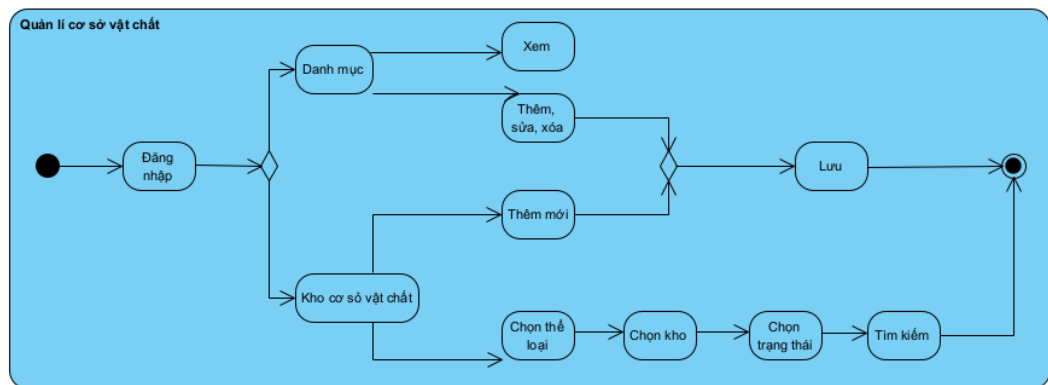 Quản lí cơ sở vật chất
Danh mục
Xem
Thêm,
sửa, xóa
Đăng
nhập
Lưu
Thêm mới
Kho cơ sỏ vật chất
Chọn thể
loại
Chọn kho
Chọn
trạng thái
Tìm kiếm